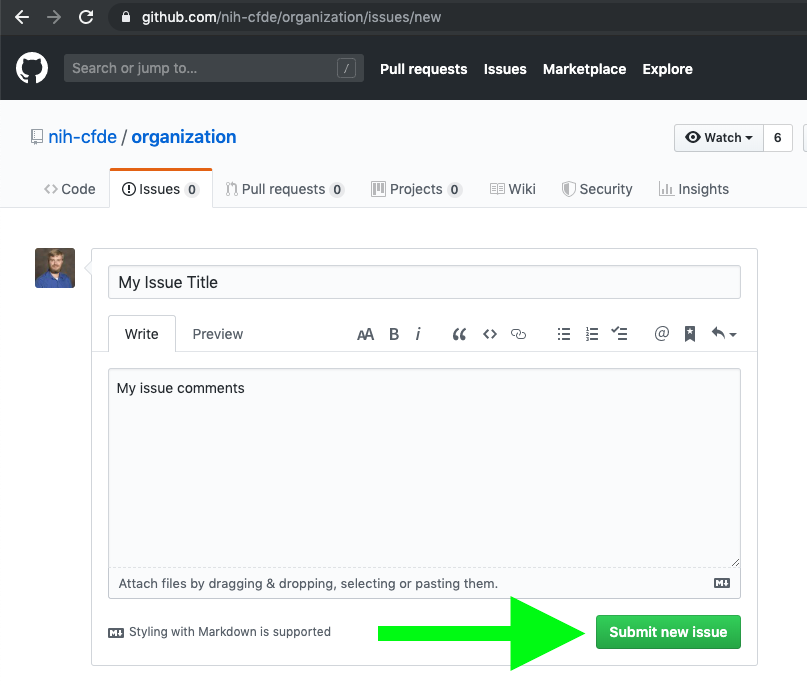 github.com/nih-cfde/organization/issues/new
Search or jump to... / Pull requests Issues Marketplace Explore
nih-cfde / organization Watch 6
Code Issues 0 Pull requests 0 Projects 0 Wiki Security Insights
My Issue Title
Write Preview AA B i
My issue comments
Attach files by dragging & dropping, selecting or pasting them.
Styling with Markdown is supported Submit new issue